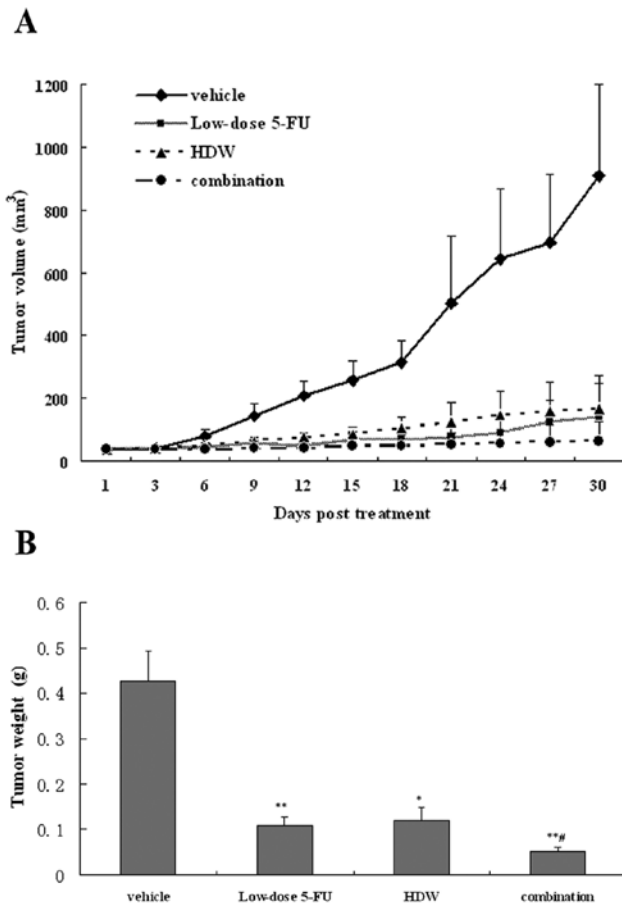 A
1200
1000
800
600
400
200
0
Tumor volume (mm3)
vehicle
Low-dose 5-FU
HDW
combination
1 3 6 9 12 15 18 21 24 27 30
Days post treatment
B
0.6
0.5
0.4
0.3
0.2
0.1
0
Tumor weight (g)
**
*
**#
vehicle Low-dose 5-FU HDW combination